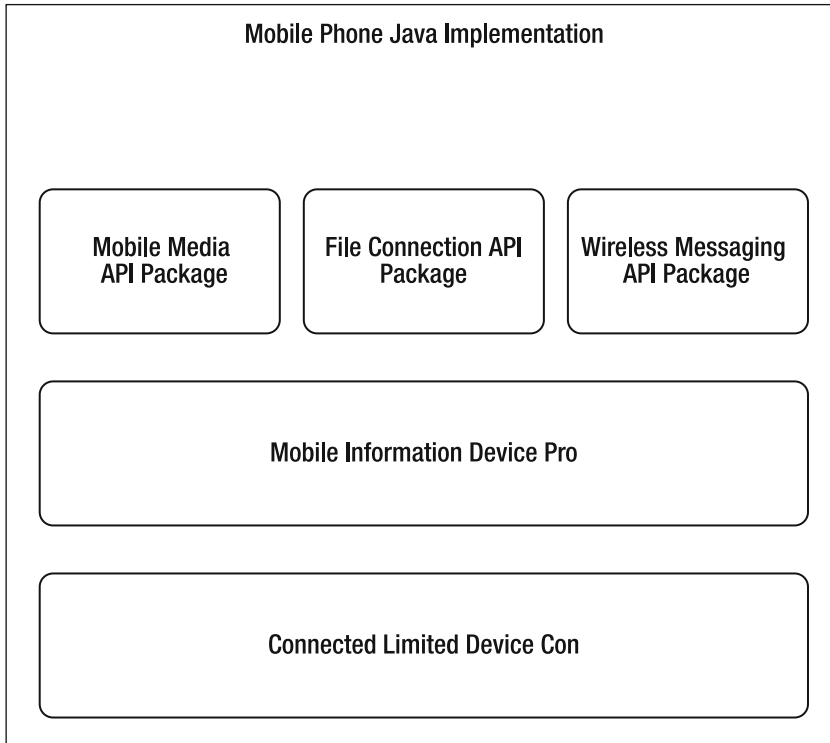 Mobile Phone Java Implementation
Mobile Media
API Package
File Connection API
Package
Wireless Messaging
API Package
Mobile Information Device Pro
Connected Limited Device Con